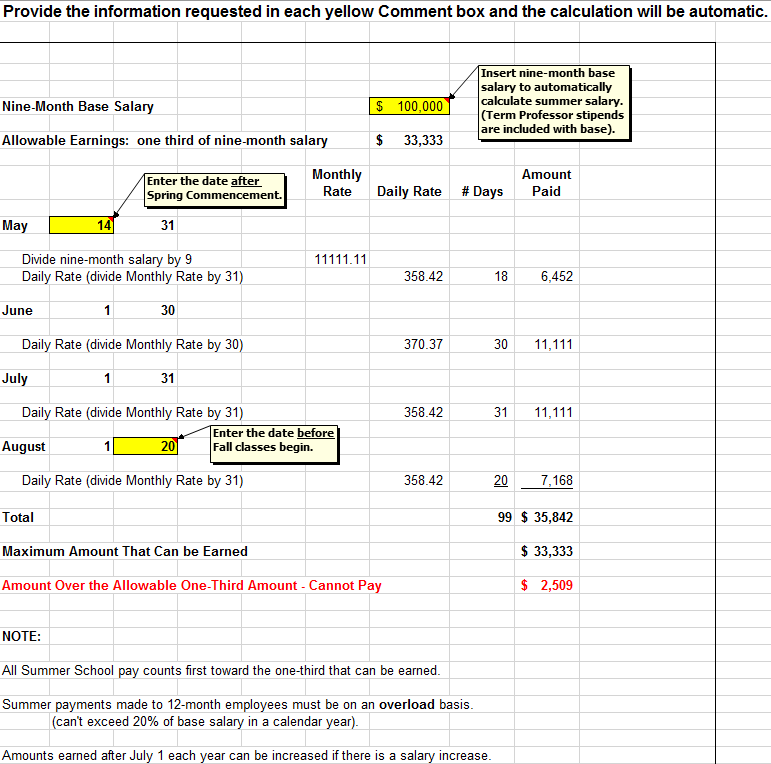 Provide the information requested in each yellow Comment box and the calculation will be automatic.
Insert nine-month base
salary to automatically
calculate summer salary.
(Term Professor stipends
are included with base).
Nine-Month Base Salary $ 100,000
Allowable Earnings: one third of nine-month salary $ 33,333
Monthly Amount
Rate Daily Rate # Days Paid
Enter the date after
Spring Commencement.
May 14 31
Divide nine-month salary by 9 11111.11
Daily Rate (divide Monthly Rate by 31) 358.42 18 6,452
June 1 30
Daily Rate (divide Monthly Rate by 30) 370.37 30 11,111
July 1 31
Daily Rate (divide Monthly Rate by 31) 358.42 31 11,111
Enter the date before
Fall classes begin.
August 1 20
Daily Rate (divide Monthly Rate by 31) 358.42 20 7,168
Total 99 $ 35,842
Maximum Amount That Can be Earned $ 33,333
Amount Over the Allowable One-Third Amount - Cannot Pay $ 2,509
NOTE:
All Summer School pay counts first toward the one-third that can be earned.
Summer payments made to 12-month employees must be on an overload basis.
(can't exceed 20% of base salary in a calendar year).
Amounts earned after July 1 each year can be increased if there is a salary increase.